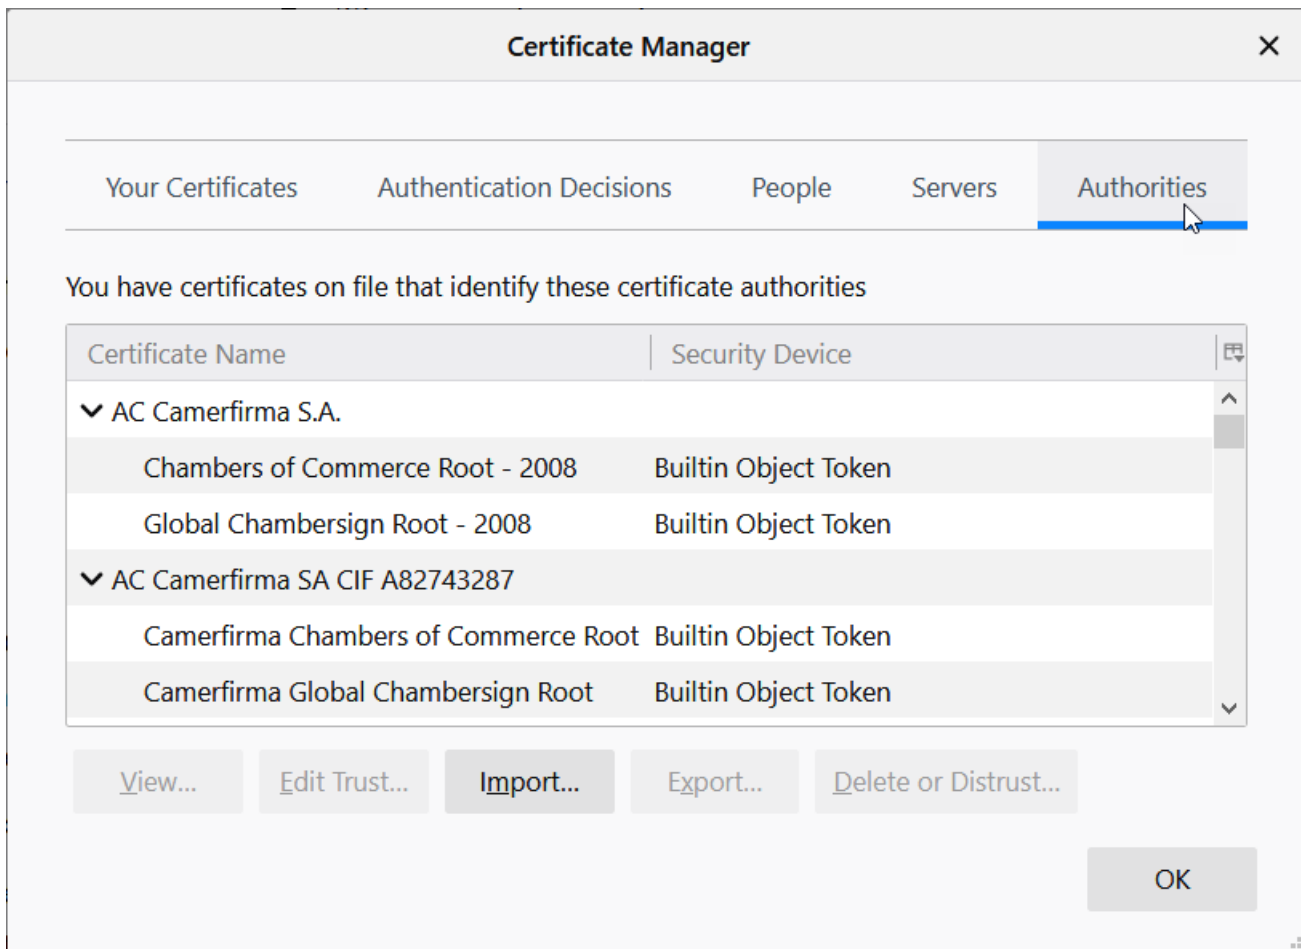 Certificate Manager
Your Certificates Authentication Decisions People Servers Authorities
You have certificates on file that identify these certificate authorities
Certificate Name Security Device
AC Camerfirma S.A.
Chambers of Commerce Root - 2008 Builtin Object Token
Global Chambersign Root - 2008 Builtin Object Token
AC Camerfirma SA CIF A82743287
Camerfirma Chambers of Commerce Root Builtin Object Token
Camerfirma Global Chambersign Root Builtin Object Token
View... Edit Trust... Import... Export... Delete or Distrust...
OK